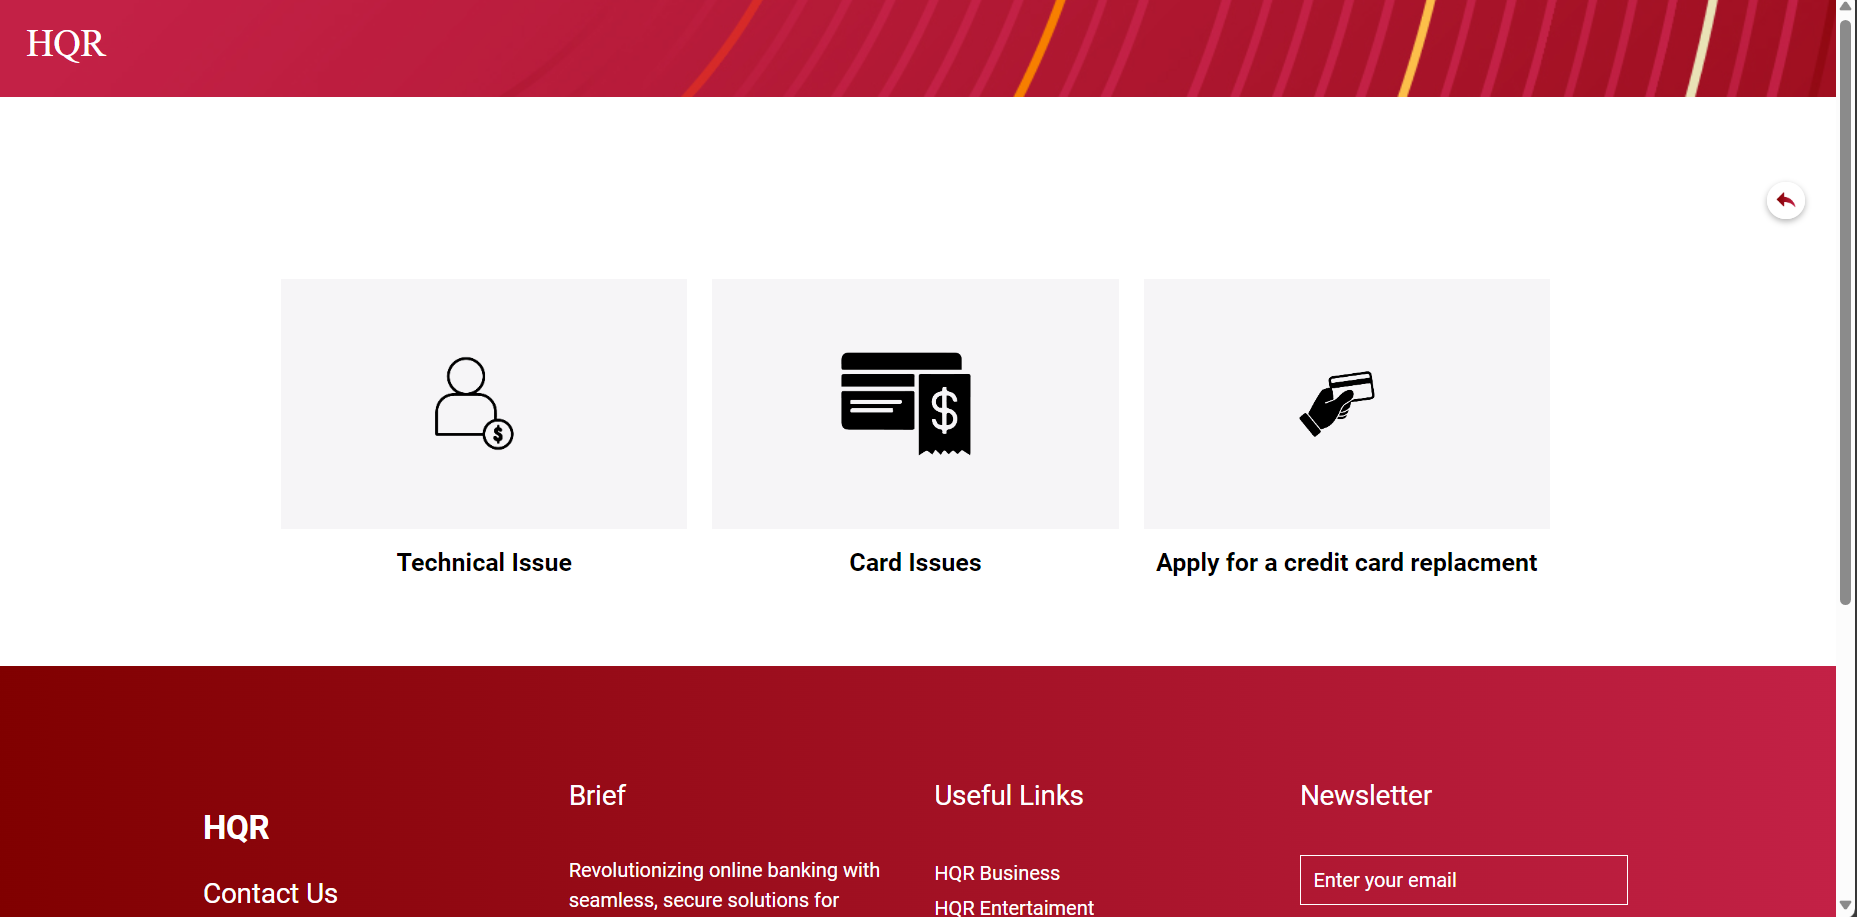 HQR
$
$
Technical Issue
Card Issues
Apply for a credit card replacment
HQR
Contact Us
Brief
Revolutionizing online banking with
seamless, secure solutions for
Useful Links
HQR Business
HQR Entertaiment
Newsletter
Enter your email